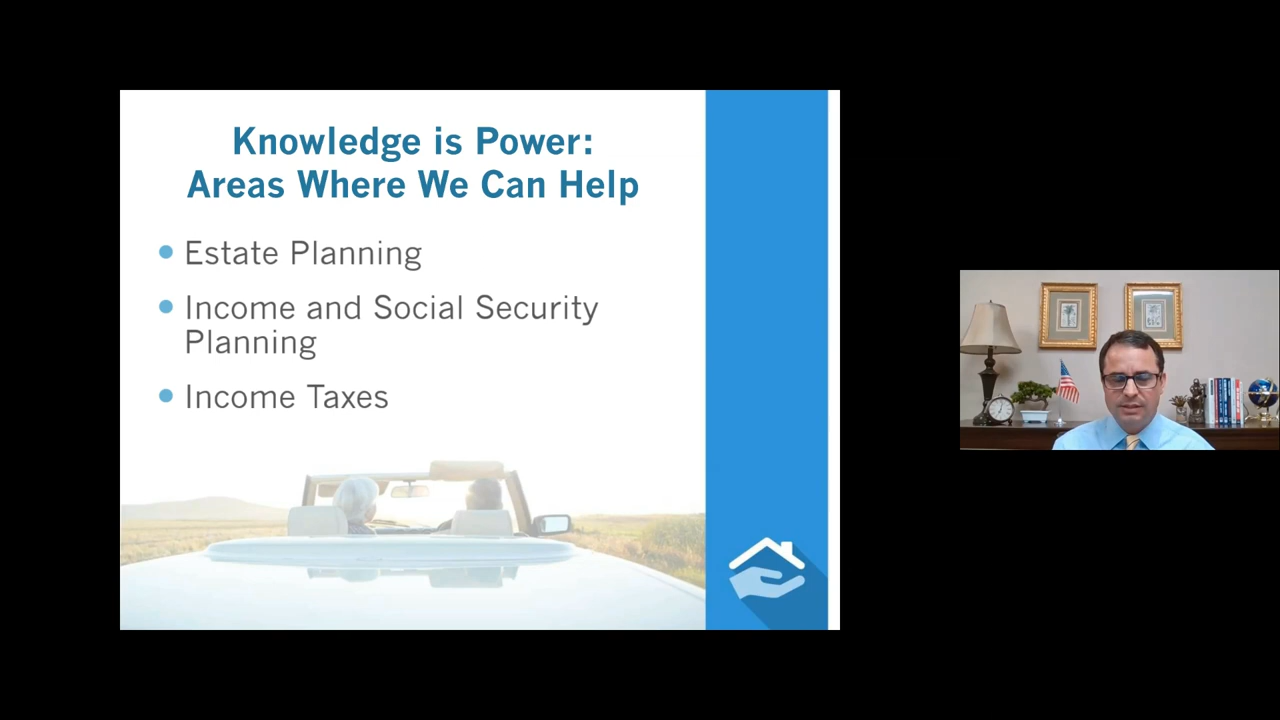 Knowledge is Power:
Areas Where We Can Help
Estate Planning
Income and Social Security
Planning
Income Taxes